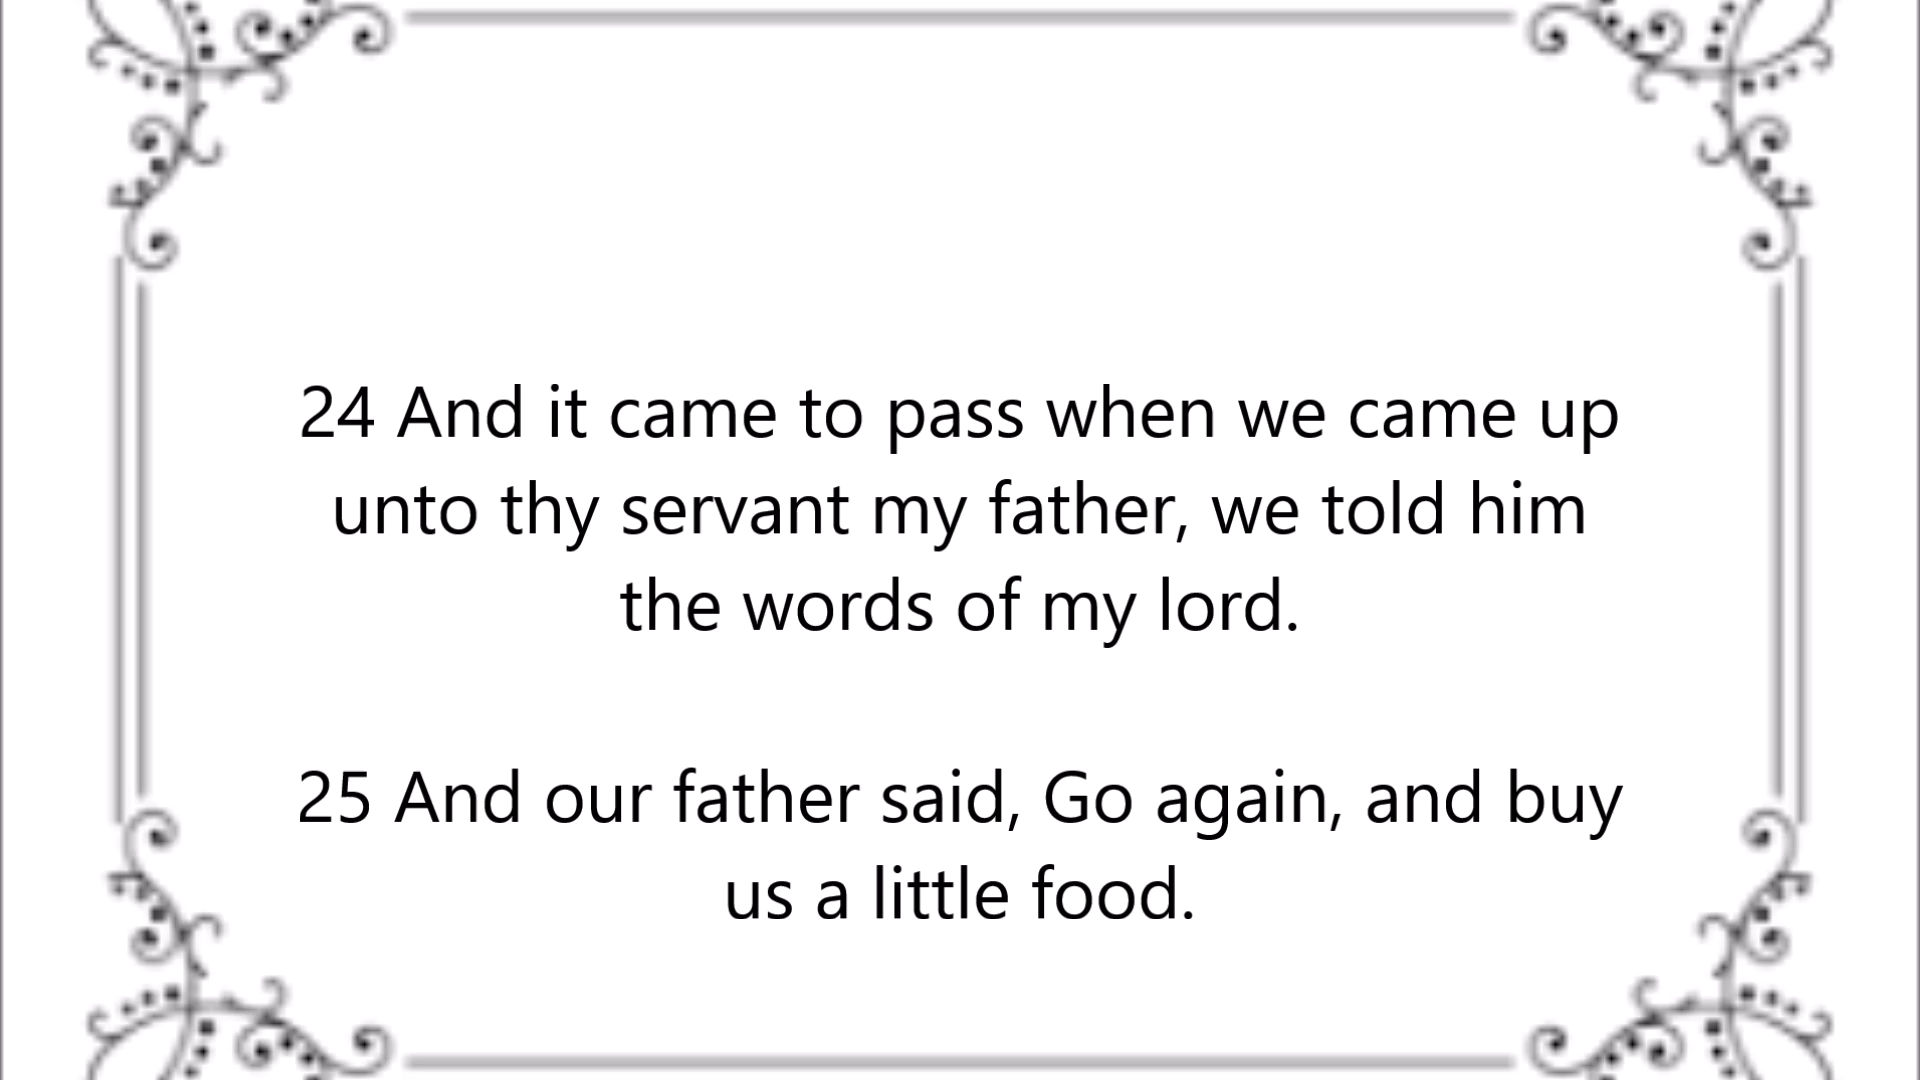 24 And it came to pass when we came up
unto thy servant my father, we told him
the words of my lord.
25 And our father said, Go again, and buy
us a little food.